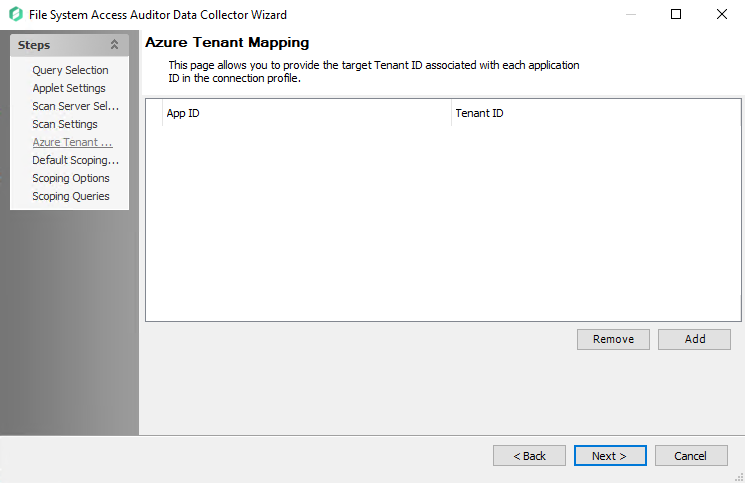 File System Access Auditor Data Collector Wizard
Steps
Query Selection
Applet Settings
Scan Server Sel...
Scan Settings
Azure Tenant ...
Default Scoping...
Scoping Options
Scoping Queries
Azure Tenant Mapping
This page allows you to provide the target Tenant ID associated with each application
ID in the connection profile.
App ID Tenant ID
Remove Add
< Back Next > Cancel